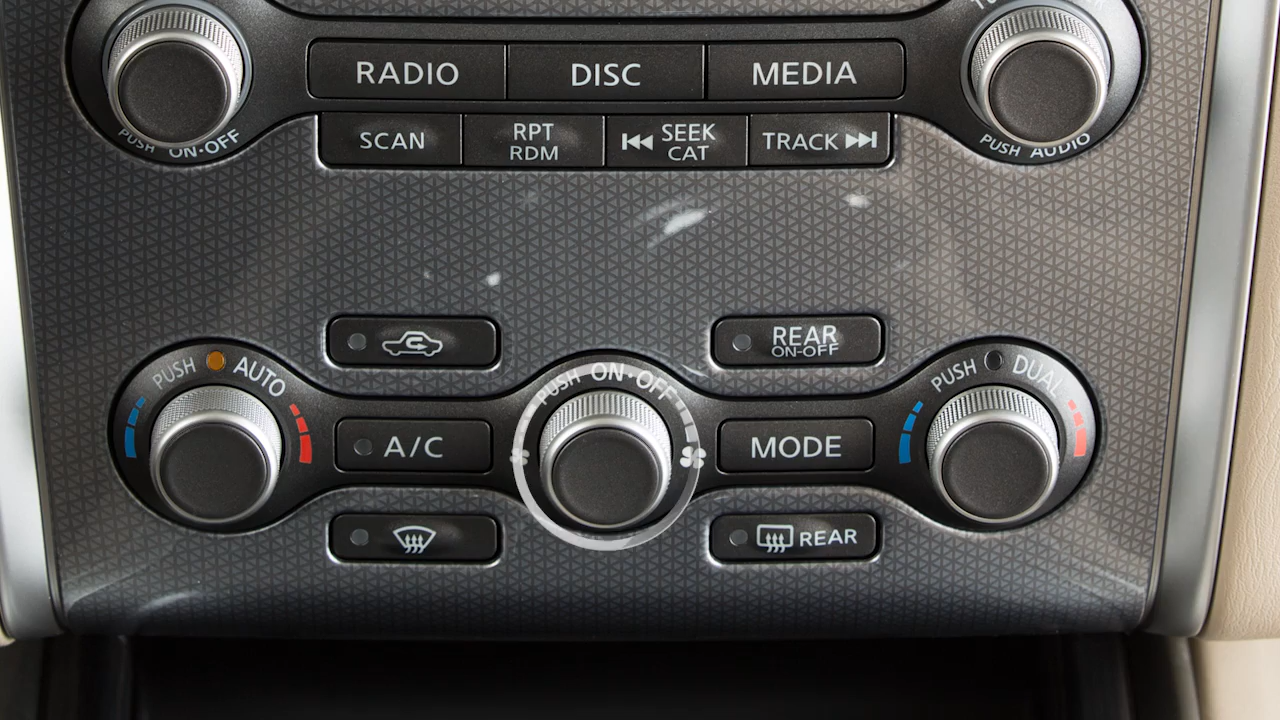 RADIO
DISC
MEDIA
PUSH ON·OFF
SCAN
RPT
RDM
SEEK
CAT
TRACK
PUSH AUDIO
REAR
ON-OFF
PUSH AUTO
PUSH ON·OFF
PUSH DUAL
A/C
MODE
REAR